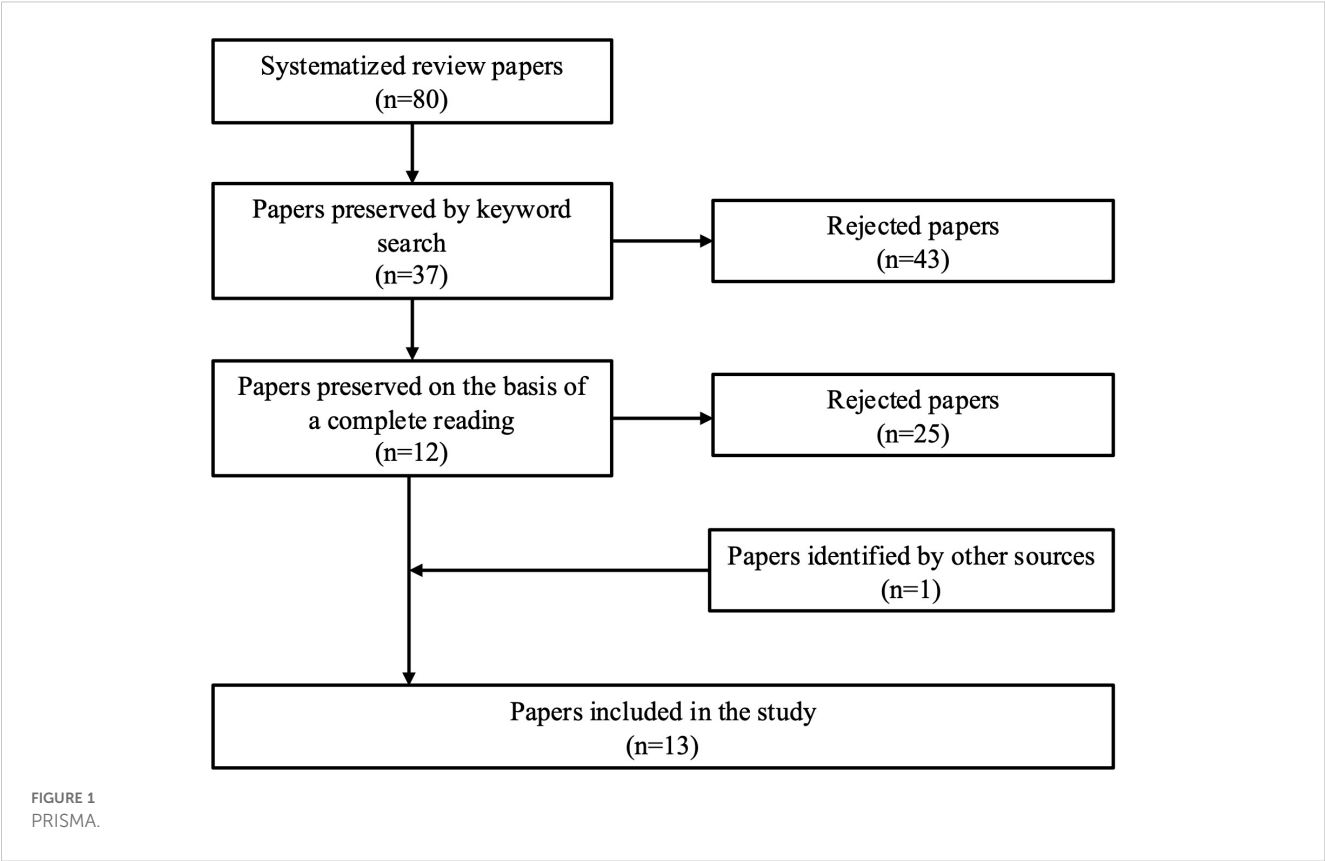 Systematized review papers
(n=80)
Papers preserved by keyword
search
(n=37)
Rejected papers
(n=43)
Papers preserved on the basis of
a complete reading
(n=12)
Rejected papers
(n=25)
Papers identified by other sources
(n=1)
Papers included in the study
(n=13)
FIGURE 1
PRISMA.